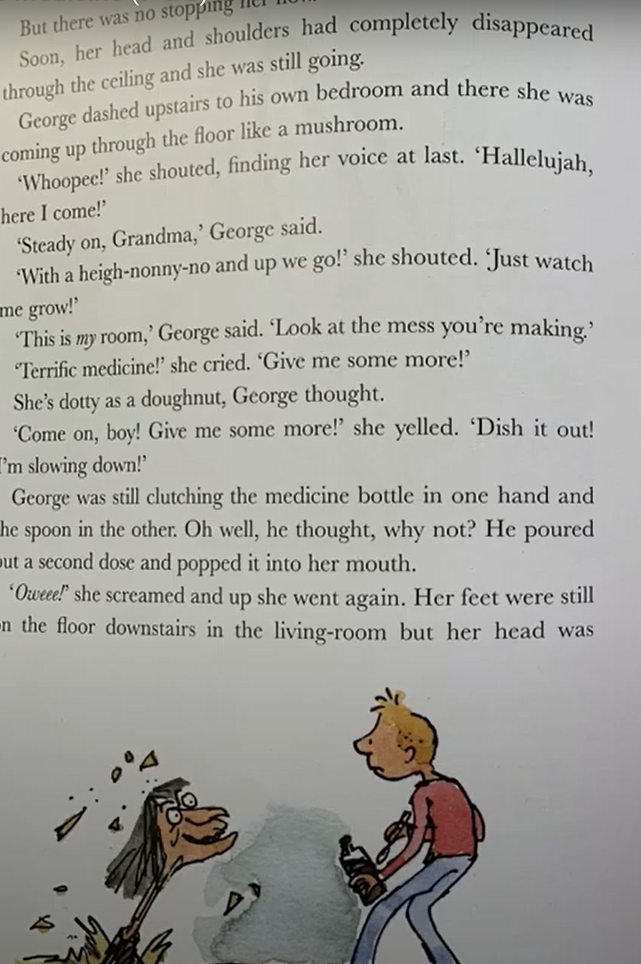 But there was no stopping her
Soon, her head and shoulders had completely disappeared
through the ceiling and she was still going.
George dashed upstairs to his own bedroom and there she was
coming up through the floor like a mushroom.
‘Whoopee!’ she shouted, finding her voice at last. ‘Hallelujah,
here I come!’
‘Steady on, Grandma,’ George said.
‘With a heigh-nonny-no and up we go!’ she shouted. ‘Just watch
me grow!’
‘This is my room,’ George said. ‘Look at the mess you’re making.’
‘Terrific medicine!’ she cried. ‘Give me some more!’
She’s dotty as a doughnut, George thought.
‘Come on, boy! Give me some more!’ she yelled. ‘Dish it out!
I’m slowing down!’
George was still clutching the medicine bottle in one hand and
he spoon in the other. Oh well, he thought, why not? He poured
out a second dose and popped it into her mouth.
‘Oweee!’ she screamed and up she went again. Her feet were still
n the floor downstairs in the living-room but her head was